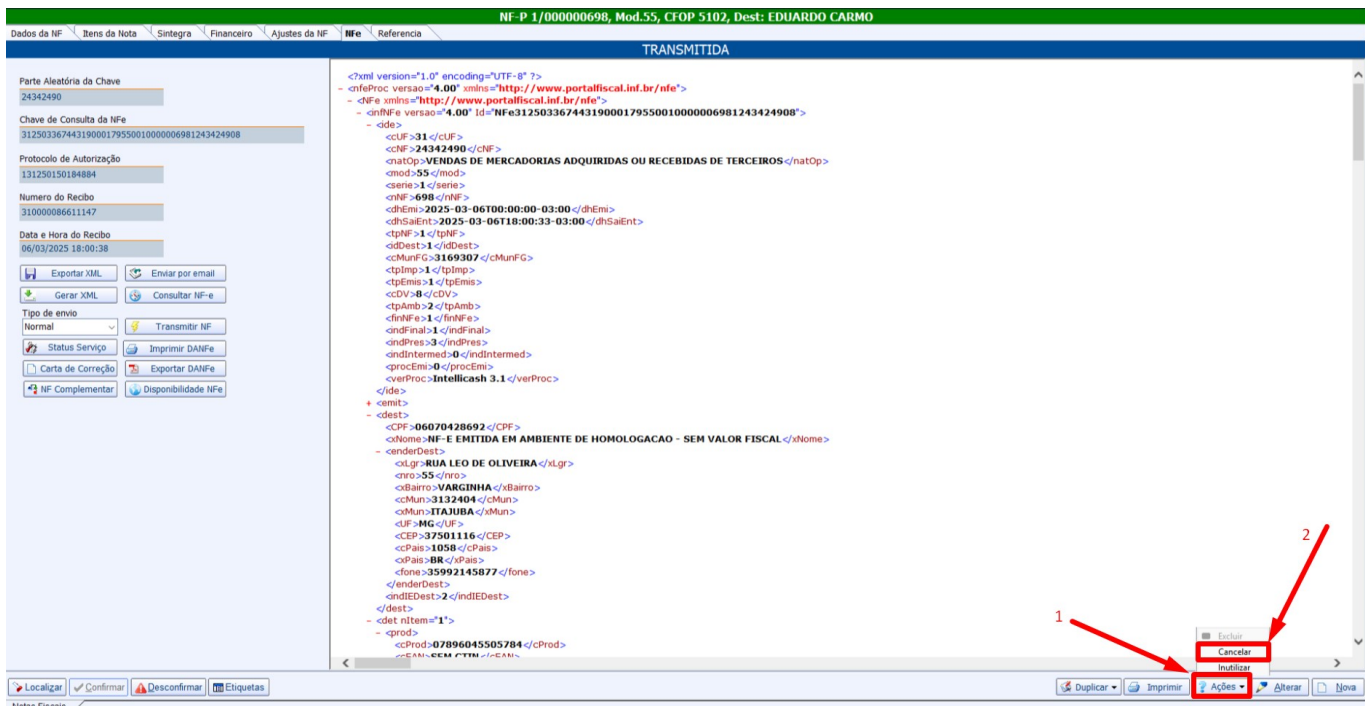 NF-P 1/000000698, Mod.55, CFOP 5102, Dest: EDUARDO CARMO
Dados da NF Itens da Nota Sintegra Financeiro Ajustes da NF NFe Referencia
TRANSMITIDA
Parte Aleatória da Chave
24342490
Chave de Consulta da NFe
31250336744319000179550010000006981243424908
Protocolo de Autorização
131250150184884
Numero do Recibo
310000086611147
Data e Hora do Recibo
06/03/2025 18:00:38
Exportar XML Enviar por email
Gerar XML Consultar NF-e
Tipo de envio
Normal Transmitir NF
Status Serviço Imprimir DANFe
Carta de Correção Exportar DANFe
NF Complementar Disponibilidade NFe
<?xml version="1.0" encoding="UTF-8" ?>
- <nfeProc versao="4.00" xmlns="http://www.portalfiscal.inf.br/nfe">
- <NFe xmlns="http://www.portalfiscal.inf.br/nfe">
- <infNFe versao="4.00" Id="NFe31250336744319000179550010000006981243424908">
- <ide>
<cUF>31</cUF>
<cNF>24342490</cNF>
<natOp>VENDAS DE MERCADORIAS ADQUIRIDAS OU RECEBIDAS DE TERCEIROS</natOp>
<mod>55</mod>
<serie>1</serie>
<nNF>698</nNF>
<dhEmi>2025-03-06T00:00:00-03:00</dhEmi>
<dhSaiEnt>2025-03-06T18:00:33-03:00</dhSaiEnt>
<tpNF>1</tpNF>
<idDest>1</idDest>
<cMunFG>3169307</cMunFG>
<tpImp>1</tpImp>
<tpEmis>1</tpEmis>
<cDV>8</cDV>
<tpAmb>2</tpAmb>
<finNFe>1</finNFe>
<indFinal>1</indFinal>
<indPres>3</indPres>
<indIntermed>0</indIntermed>
<procEmi>0</procEmi>
<verProc>Intellicash 3.1</verProc>
</ide>
+ <emit>
- <dest>
<CPF>06070428692</CPF>
<xNome>NF-E EMITIDA EM AMBIENTE DE HOMOLOGACAO - SEM VALOR FISCAL</xNome>
- <enderDest>
<xLgr>RUA LEO DE OLIVEIRA</xLgr>
<nro>55</nro>
<xBairro>VARGINHA</xBairro>
<cMun>3132404</cMun>
<xMun>ITAJUBA</xMun>
<UF>MG</UF>
<CEP>37501116</CEP>
<cPais>1058</cPais>
<xPais>BR</xPais>
<fone>35992145877</fone>
</enderDest>
<indIEDest>2</indIEDest>
</dest>
- <det nItem="1">
- <prod>
<cProd>07896045505784</cProd>
<cEAN>SEM GTIN</cEAN>
2
1
Excluir
Cancelar
Inutilizar
Localizar Confirmar Desconfirmar Etiquetas Duplicar Imprimir Ações Alterar Nova
Notas Fiscais